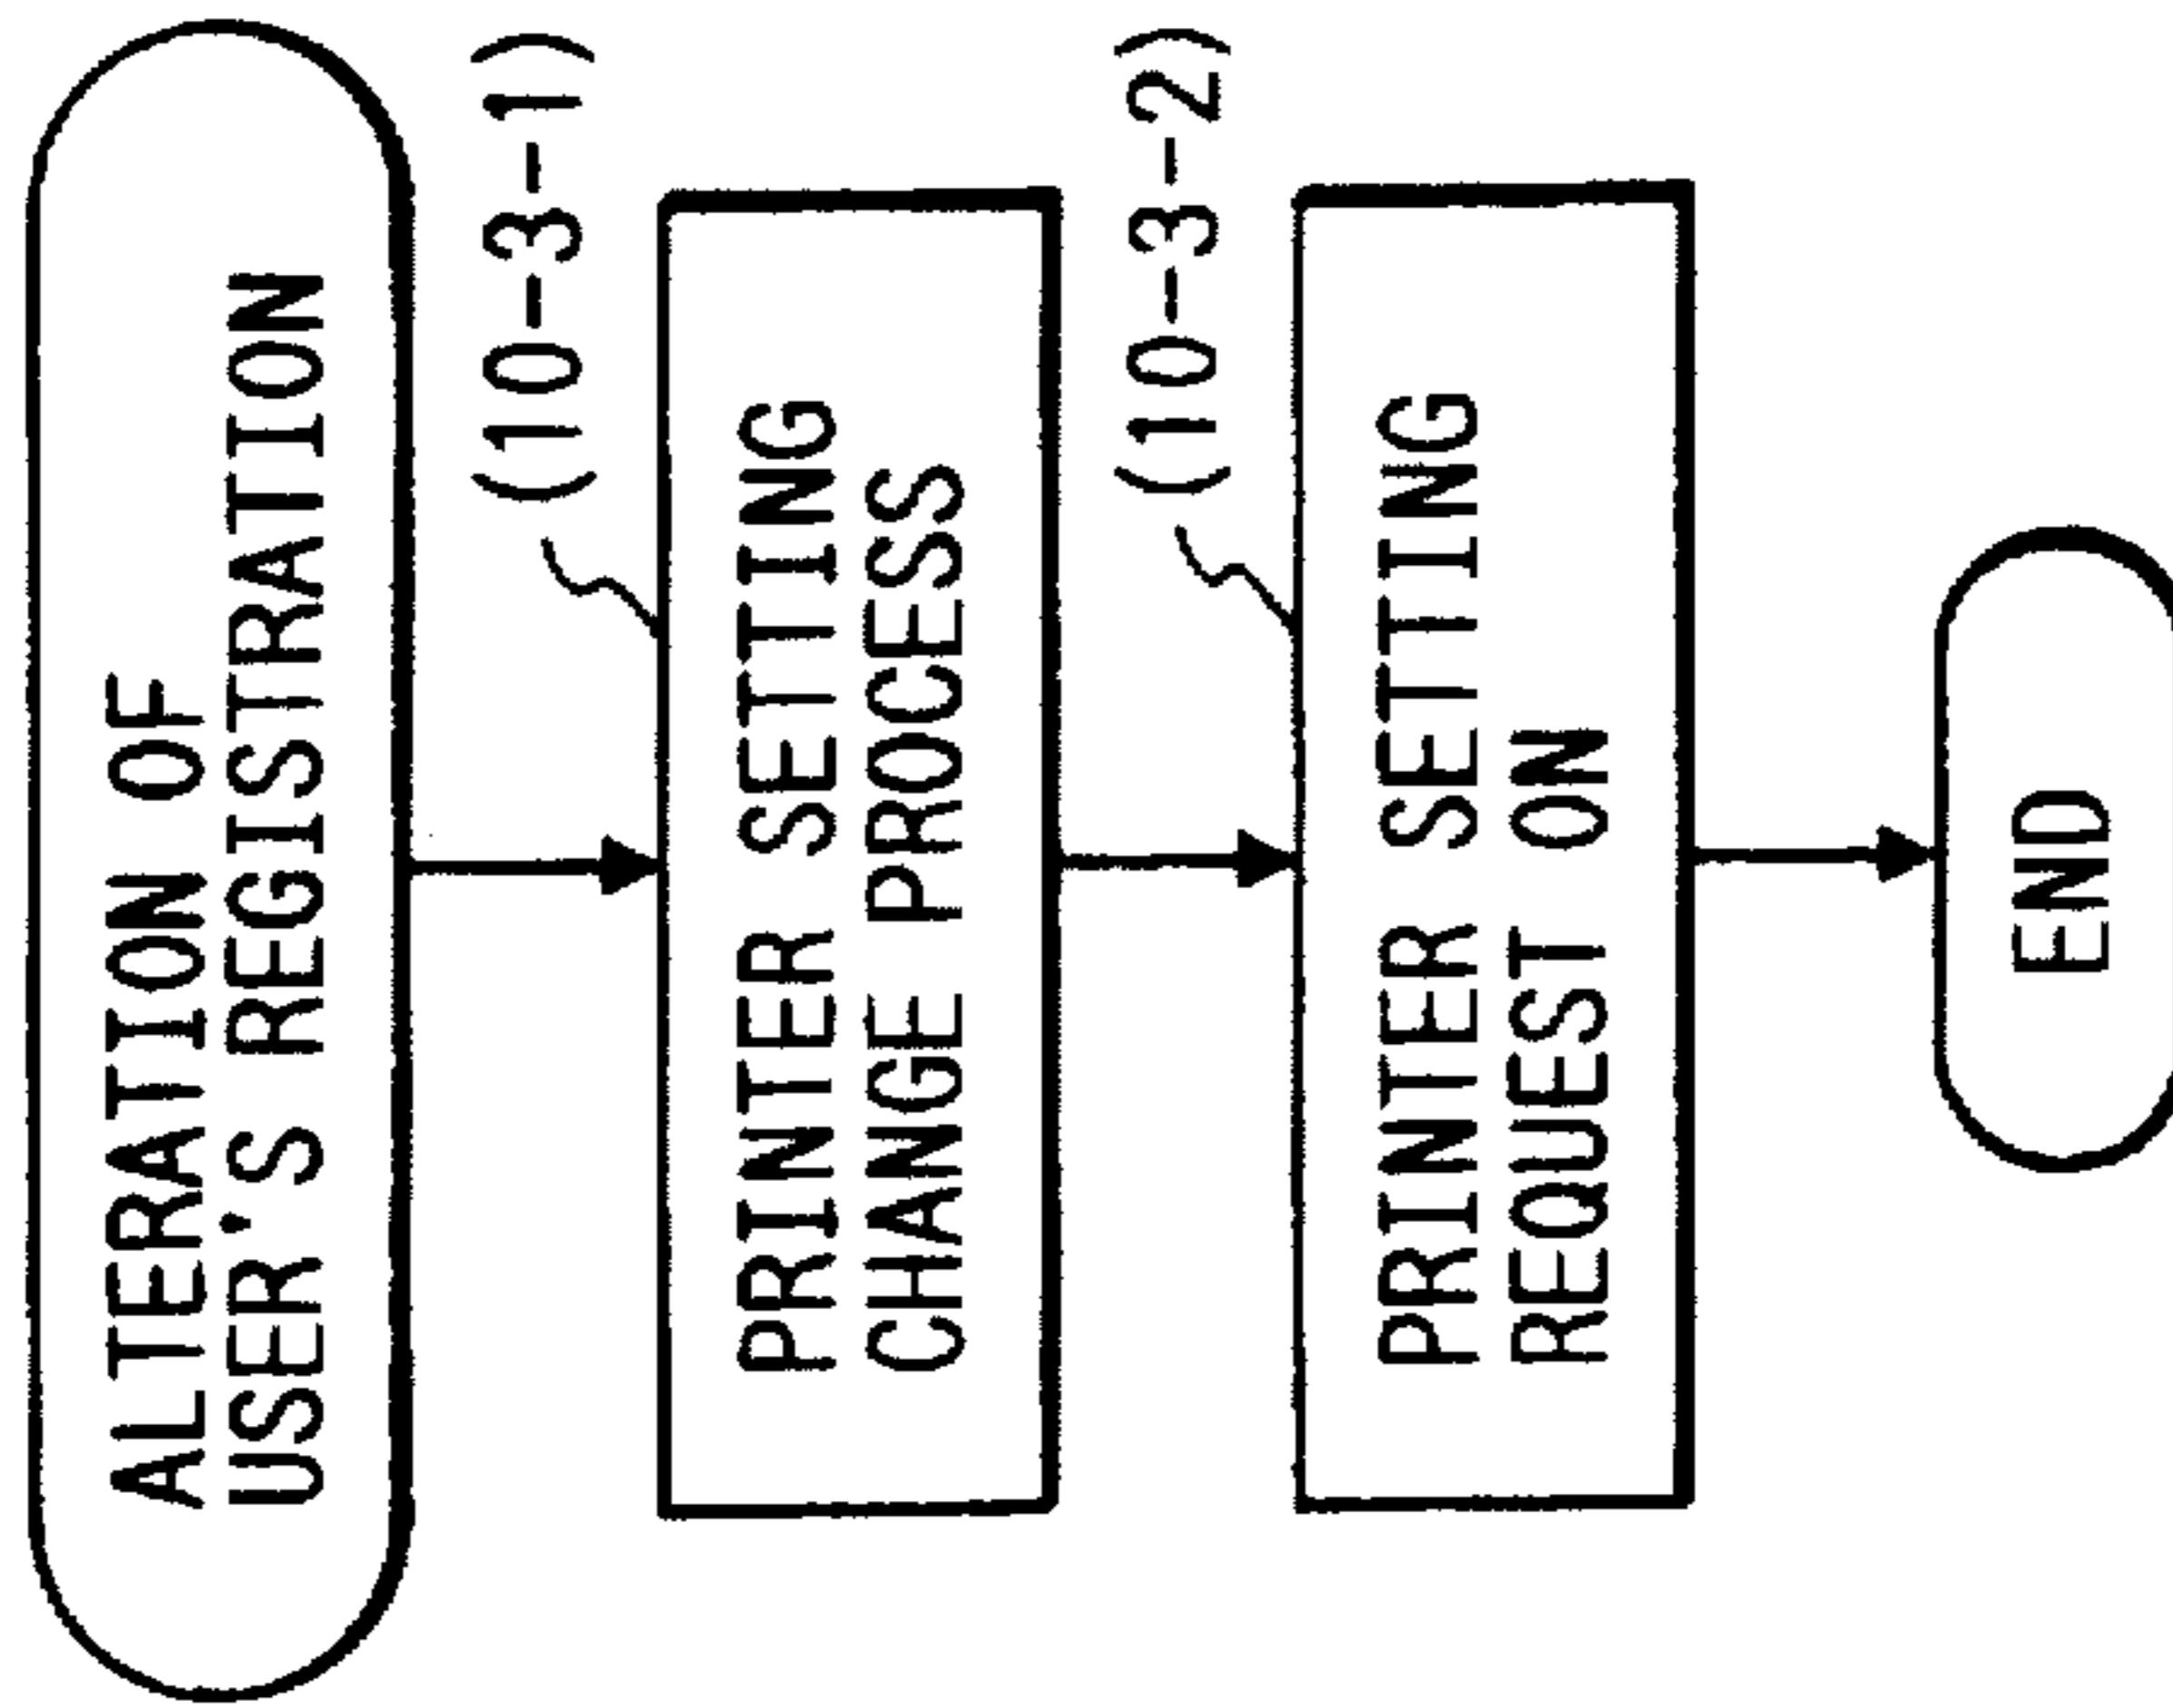 ALTERATION OF
USER'S REGISTRATION
(10-3-1)
PRINTER SETTING
CHANGE PROCESS
(10-3-2)
PRINTER SETTING
REQUEST ON
END